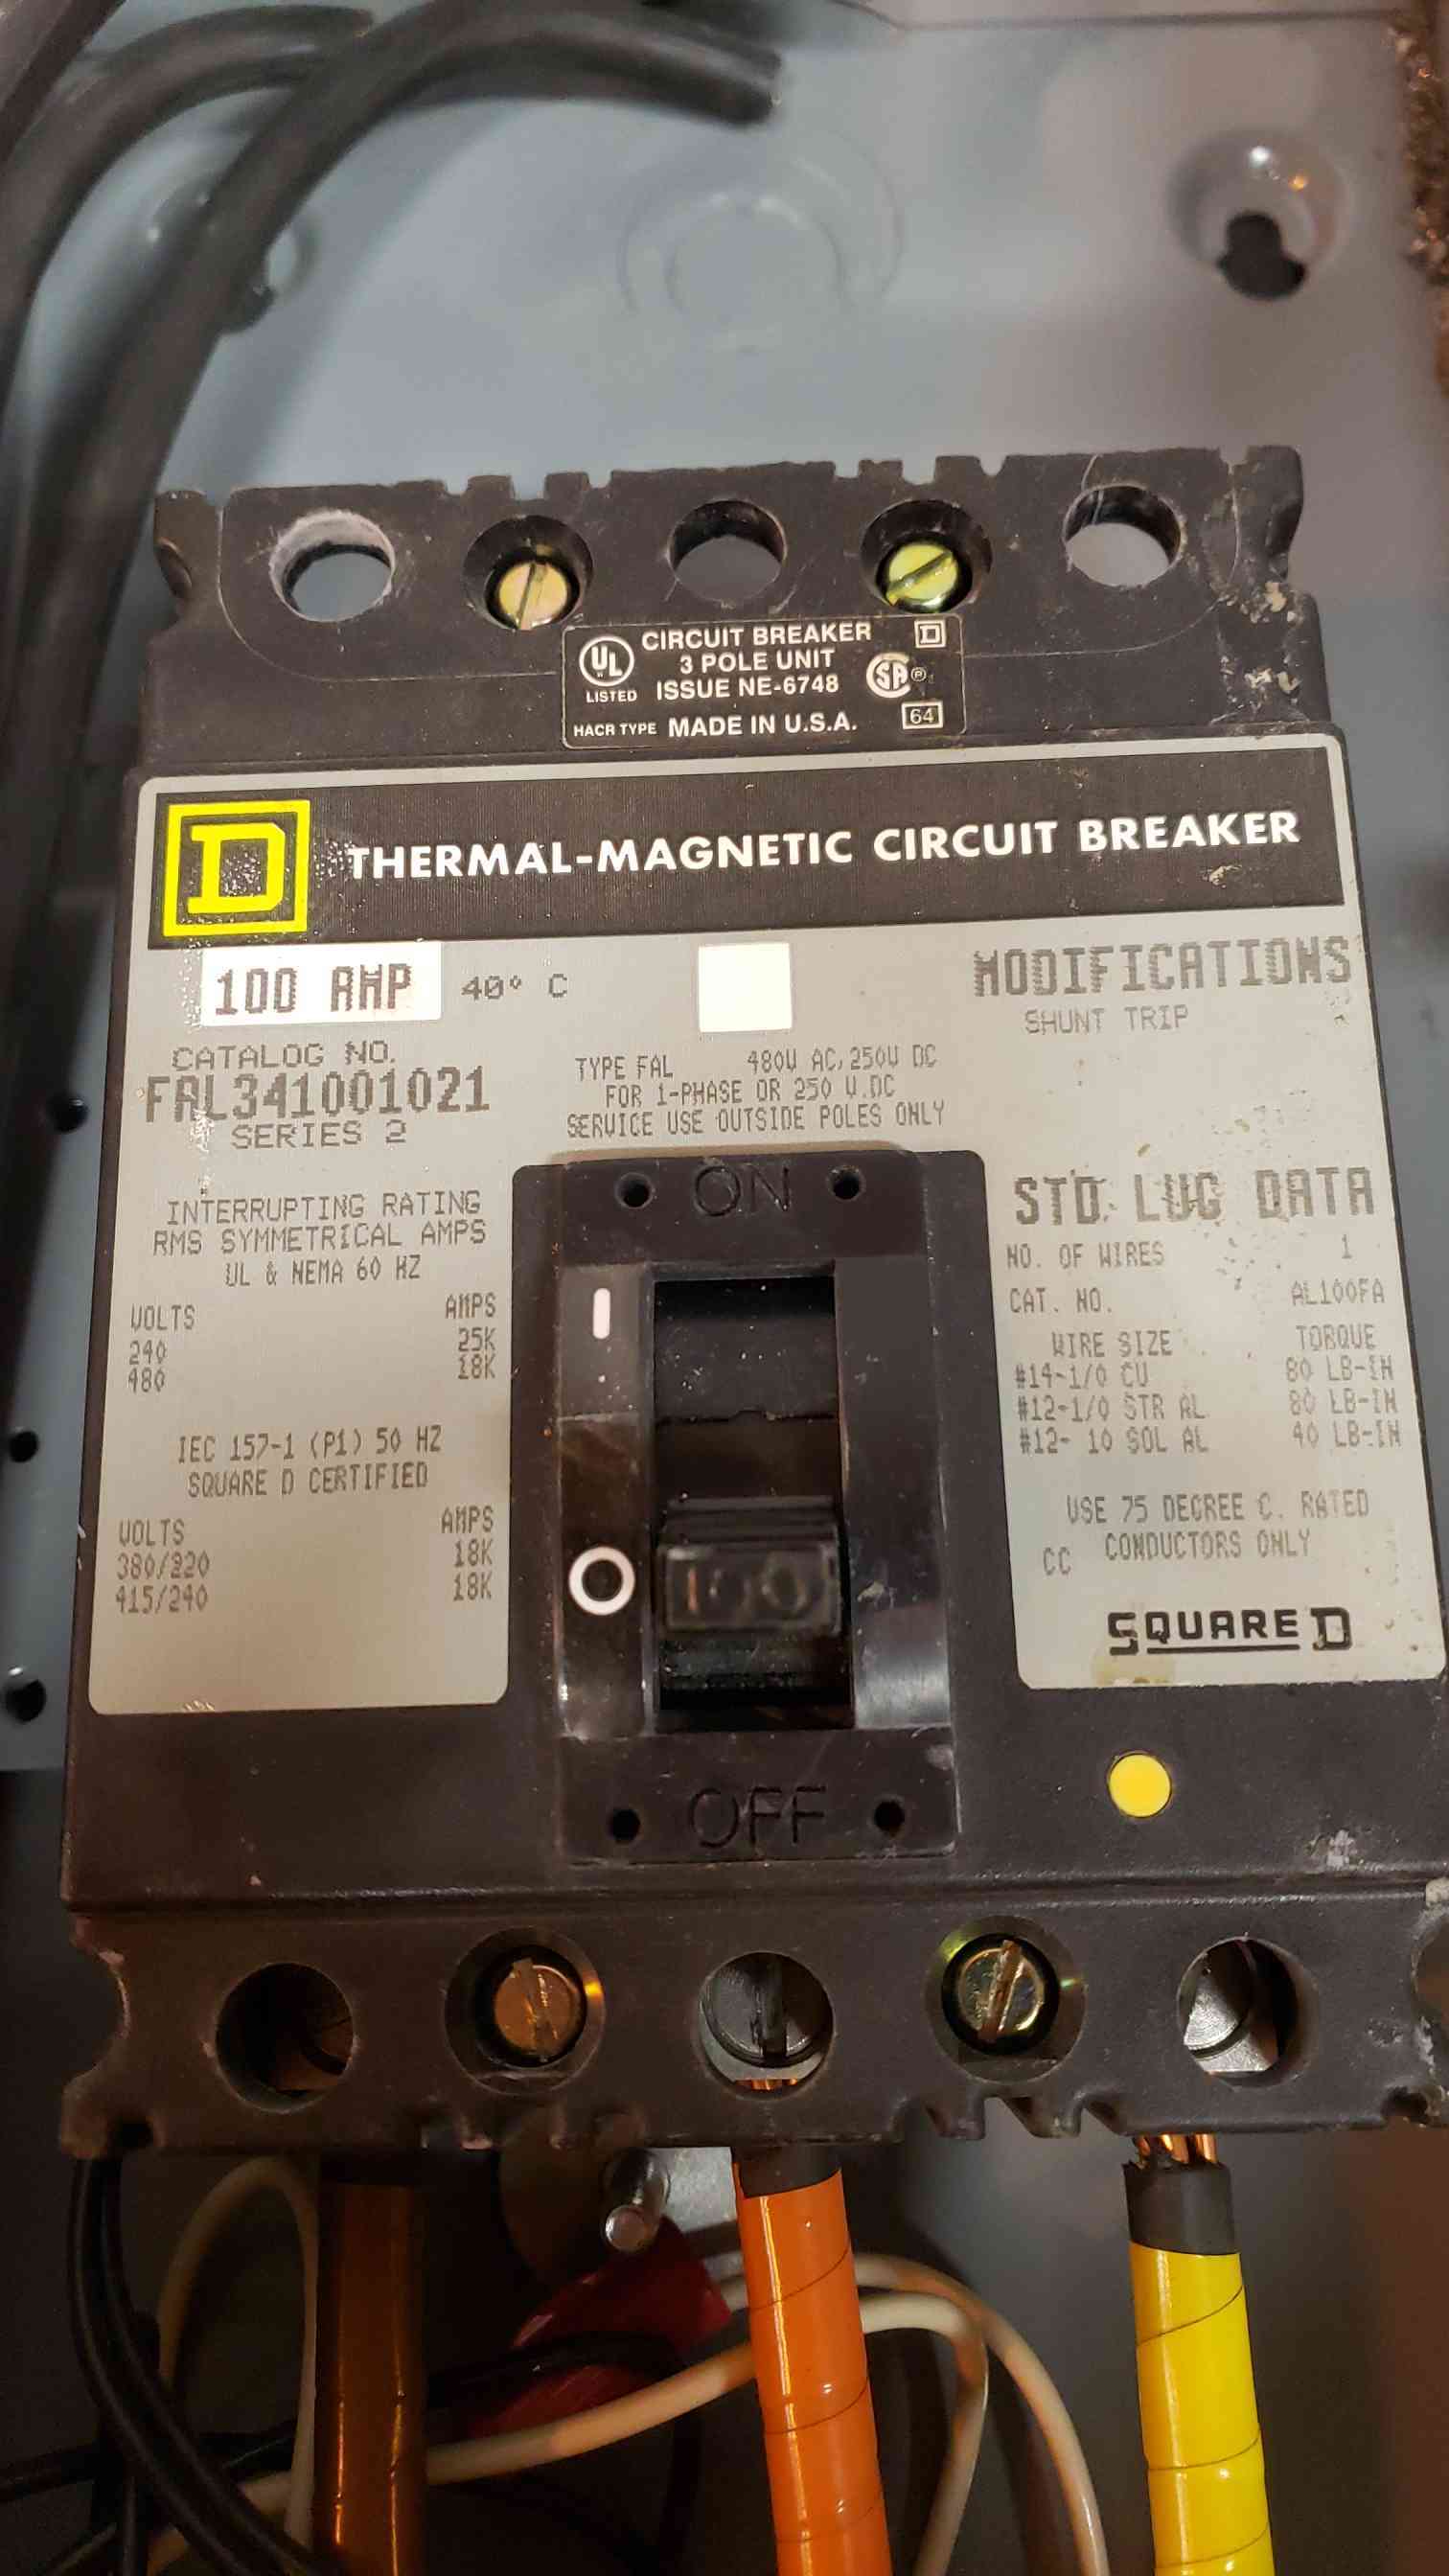 UL
LISTED
CIRCUIT BREAKER
3 POLE UNIT
ISSUE NE-6748
HACR TYPE MADE IN U.S.A.
D
SA®
64
D THERMAL-MAGNETIC CIRCUIT BREAKER
100 AMP 40° C
CATALOG NO.
FAL341001021
SERIES 2
INTERRUPTING RATING
RMS SYMMETRICAL AMPS
UL & NEMA 60 HZ
VOLTS AMPS
240 25K
480 18K
IEC 157-1 (P1) 50 HZ
SQUARE D CERTIFIED
VOLTS AMPS
380/220 18K
415/240 18K
TYPE FAL 480V AC,250V DC
FOR 1-PHASE OR 250 V.DC
SERVICE USE OUTSIDE POLES ONLY
ON
I
O
100
OFF
MODIFICATIONS
SHUNT TRIP
STD. LUG DATA
NO. OF WIRES 1
CAT. NO. AL100FA
WIRE SIZE TORQUE
#14-1/0 CU 80 LB-IN
#12-1/0 STR AL 80 LB-IN
#12- 10 SOL AL 40 LB-IN
USE 75 DEGREE C. RATED
CC CONDUCTORS ONLY
SQUARE D